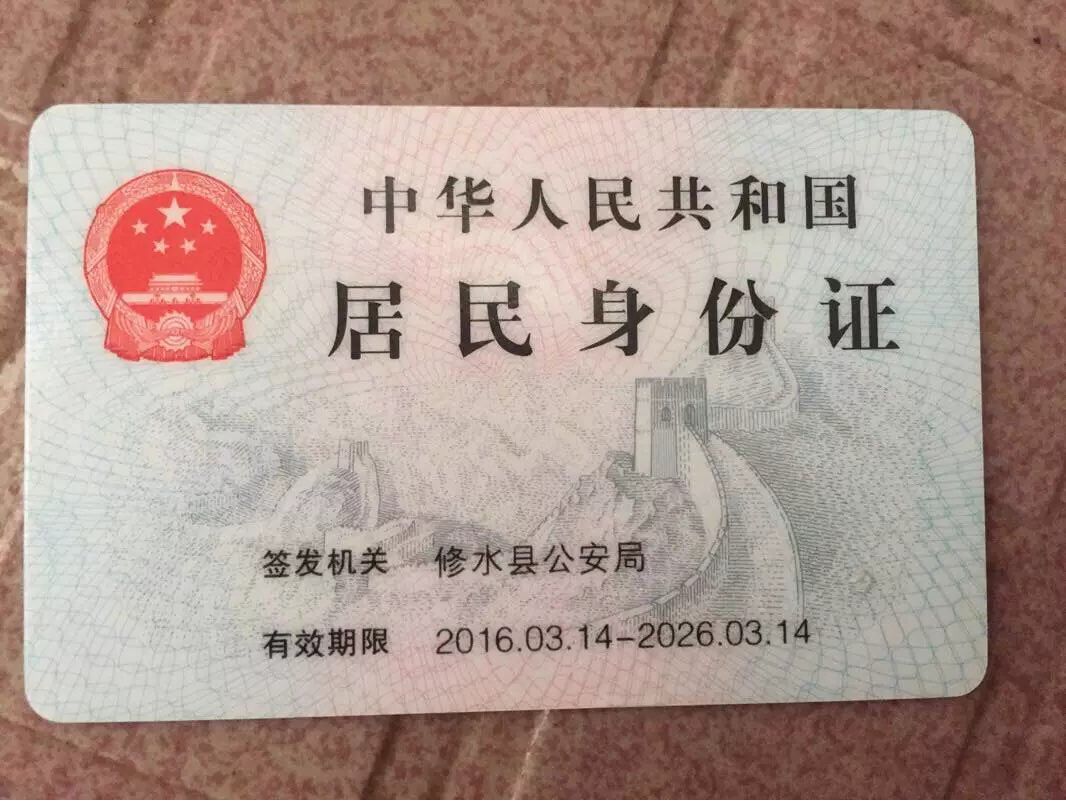 中华人民共和国
居民身份证
签发机关 修水县公安局
有效期限 2016.03.14-2026.03.14